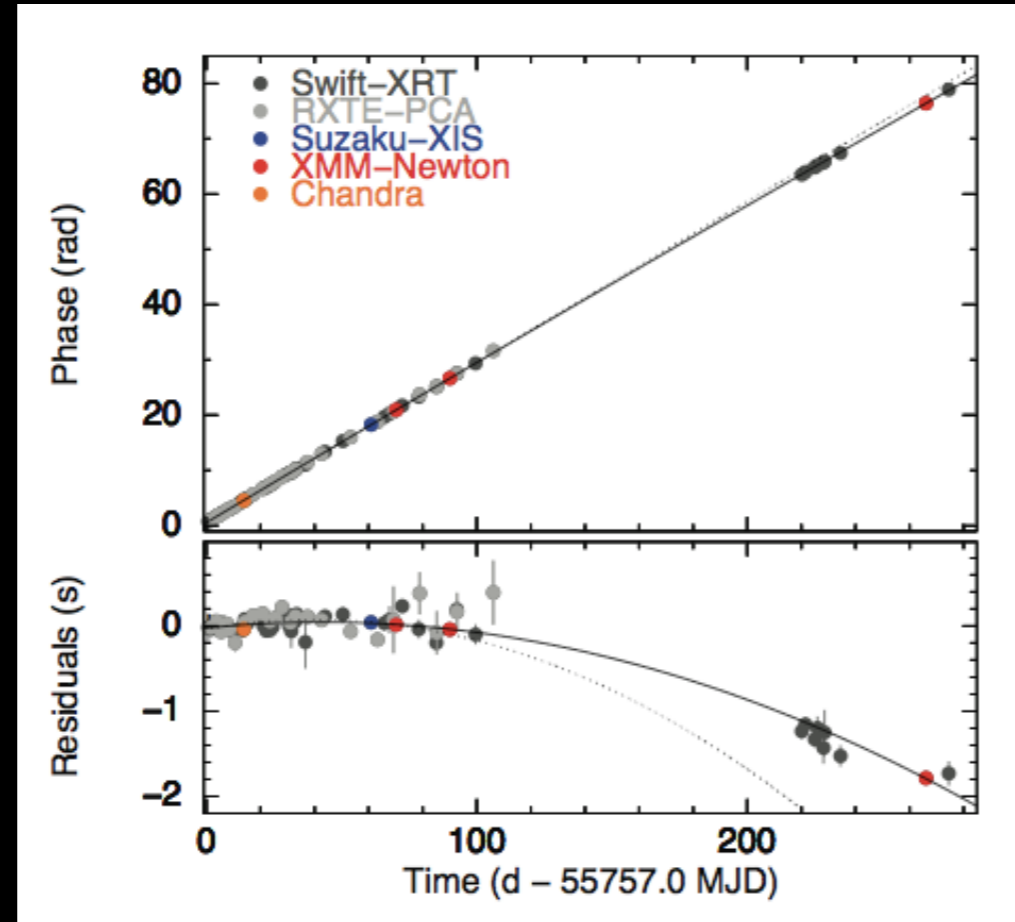 80
60
40
20
0
Phase (rad)
Swift−XRT
RXTE−PCA
Suzaku−XIS
XMM−Newton
Chandra
0
−1
−2
Residuals (s)
0 100 200
Time (d − 55757.0 MJD)